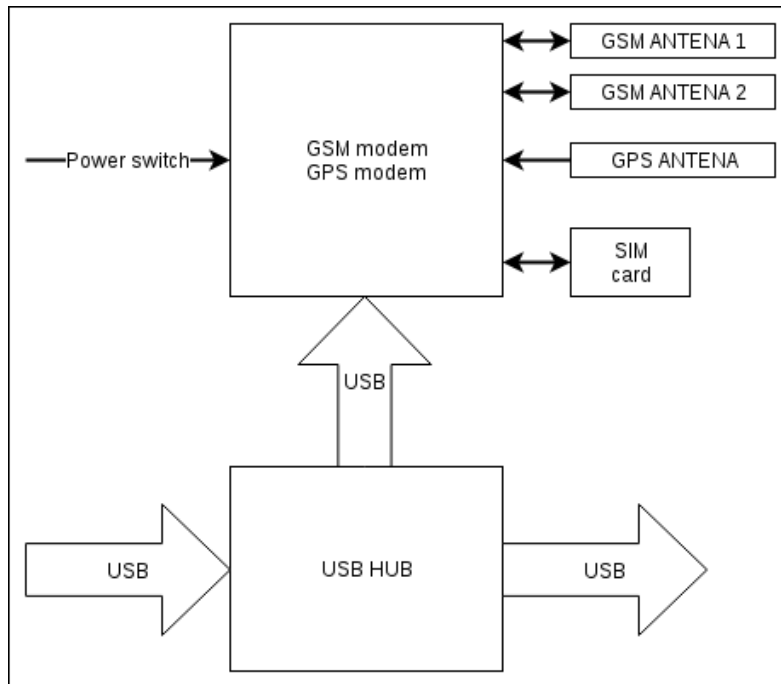 GSM ANTENA 1
GSM ANTENA 2
Power switch
GSM modem
GPS modem
GPS ANTENA
SIM
card
USB
USB
USB HUB
USB